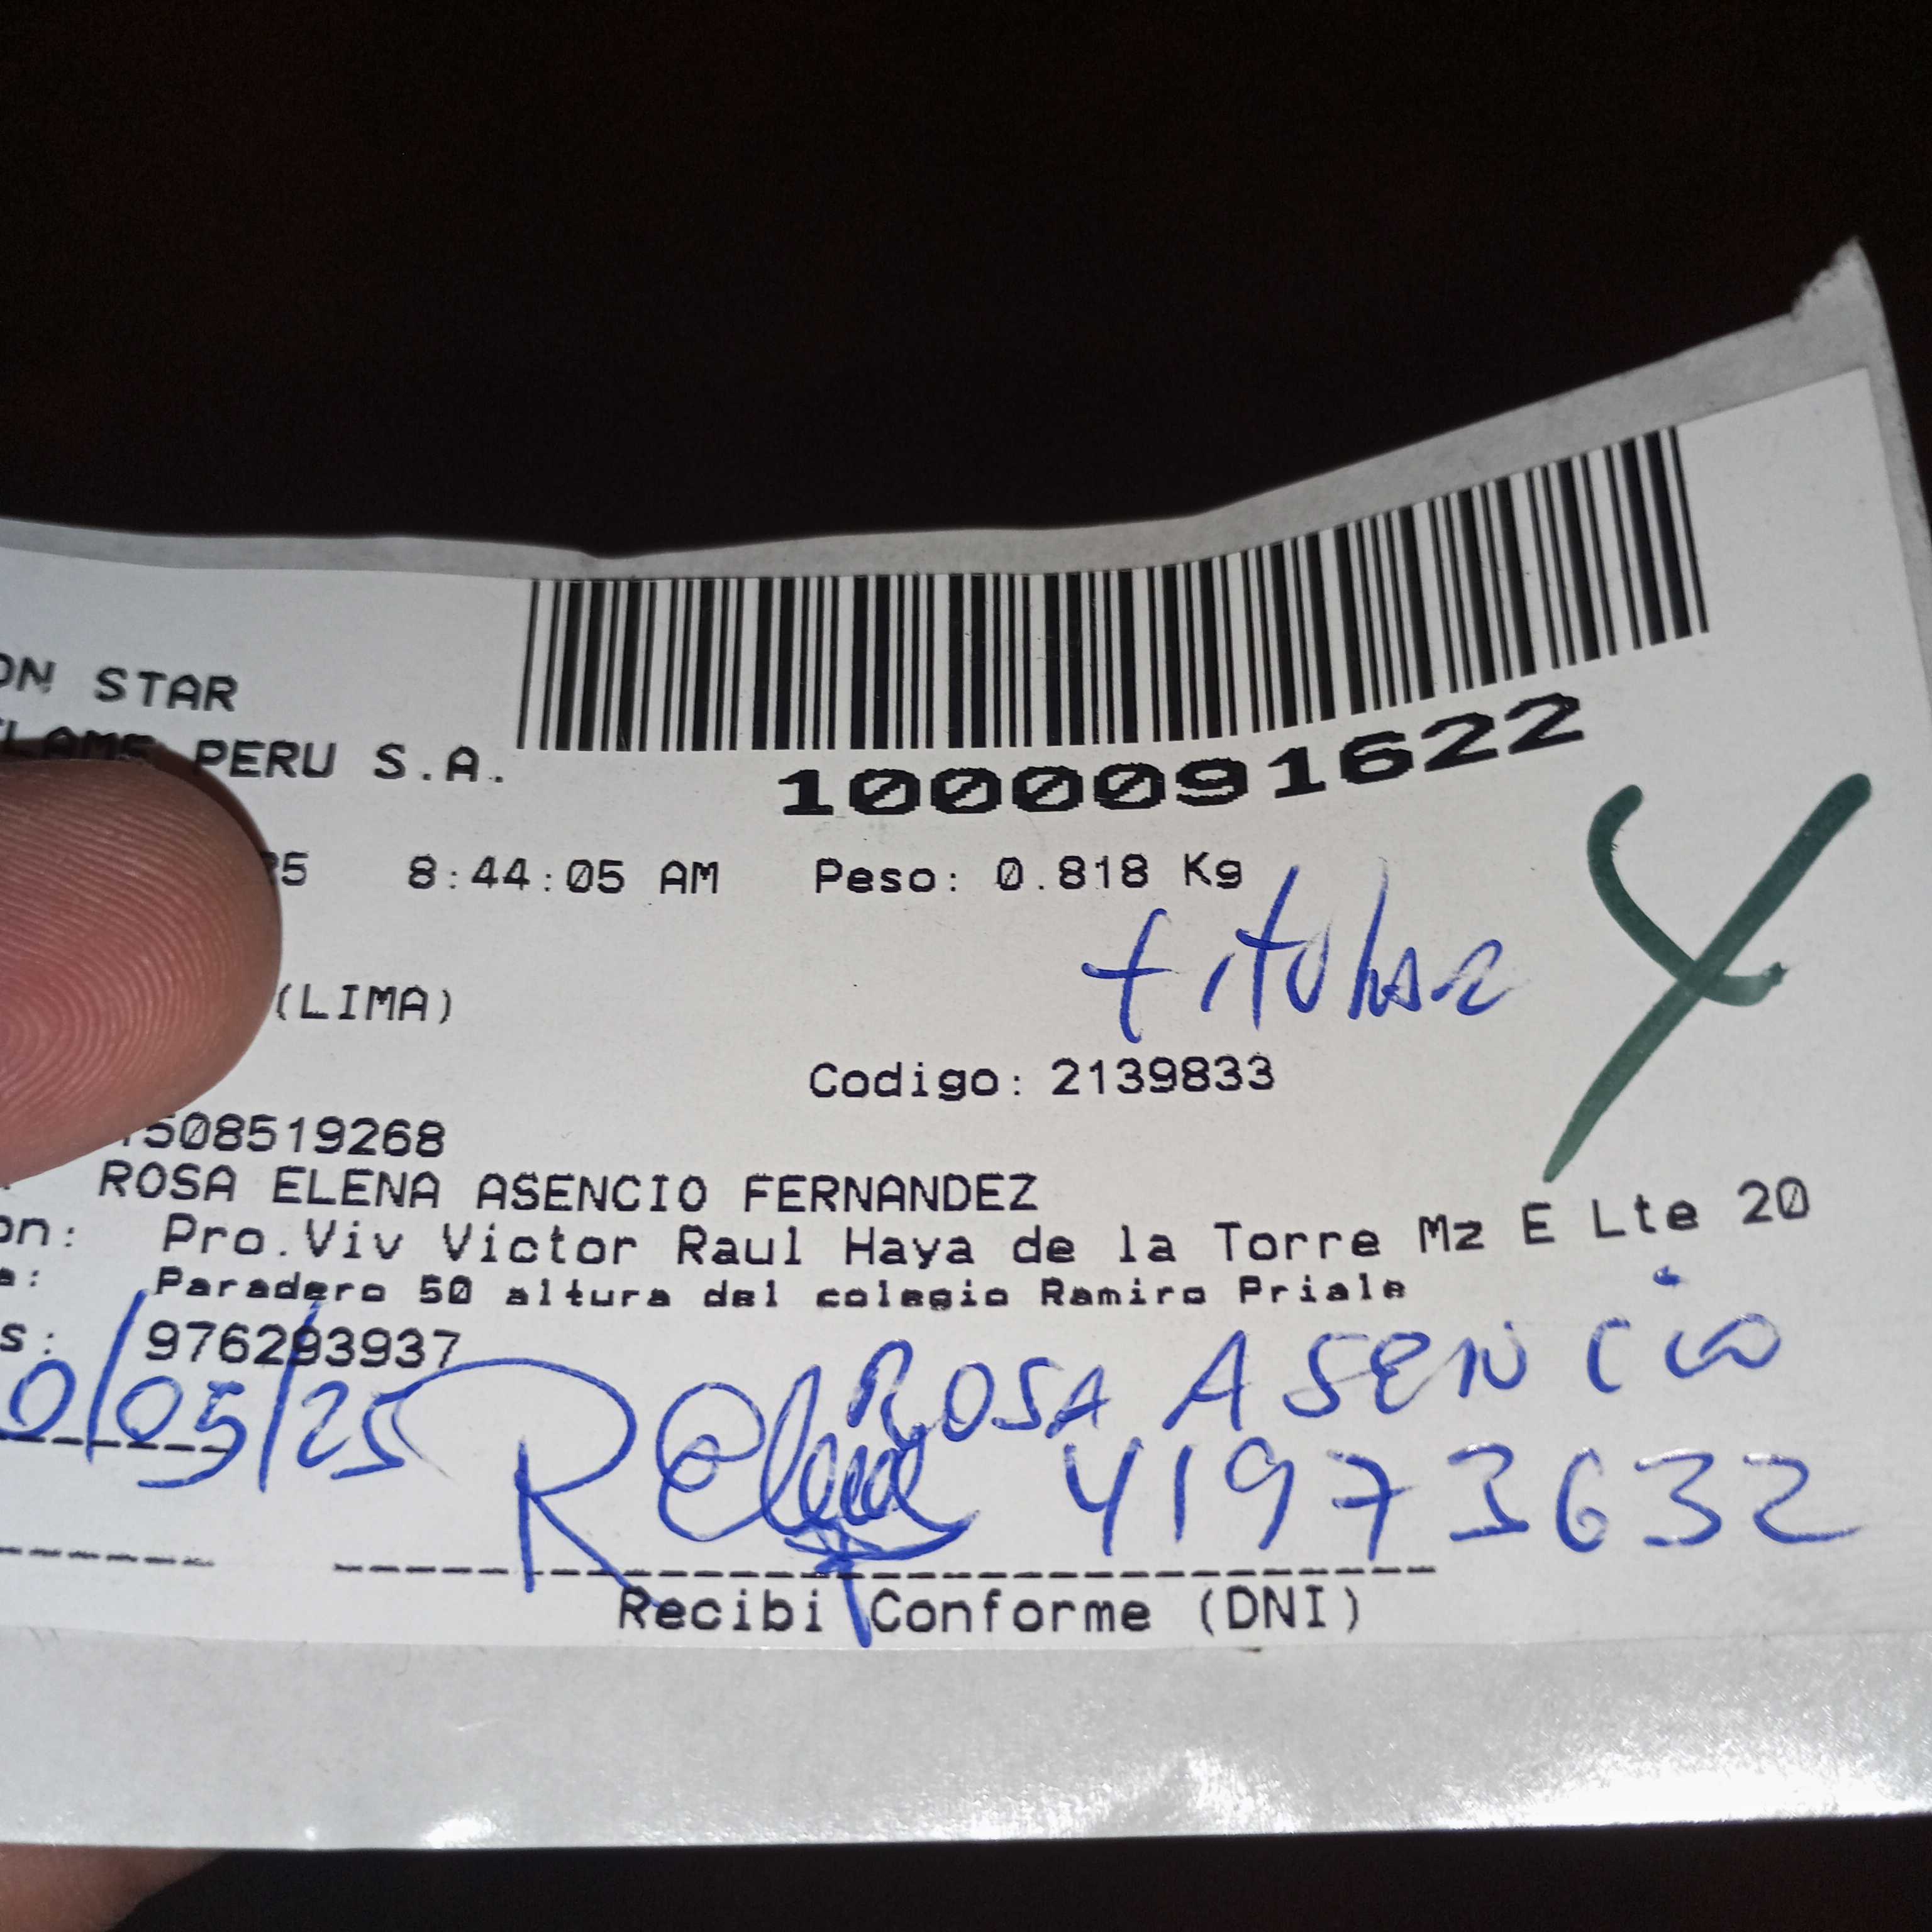 ON STAR
PERU S.A.
1000091622
8:44:05 AM Peso: 0.818 Kg
titular
(LIMA)
Codigo: 2139833
508519268
ROSA ELENA ASENCIO FERNANDEZ
on: Pro.Viv Victor Raul Haya de la Torre Mz E Lte 20
a: Paradero 50 altura del colegio Ramiro Priale
s: 976293937
ROSA ASENCIO
0/05/25 R Elena 41973632
Recibi Conforme (DNI)